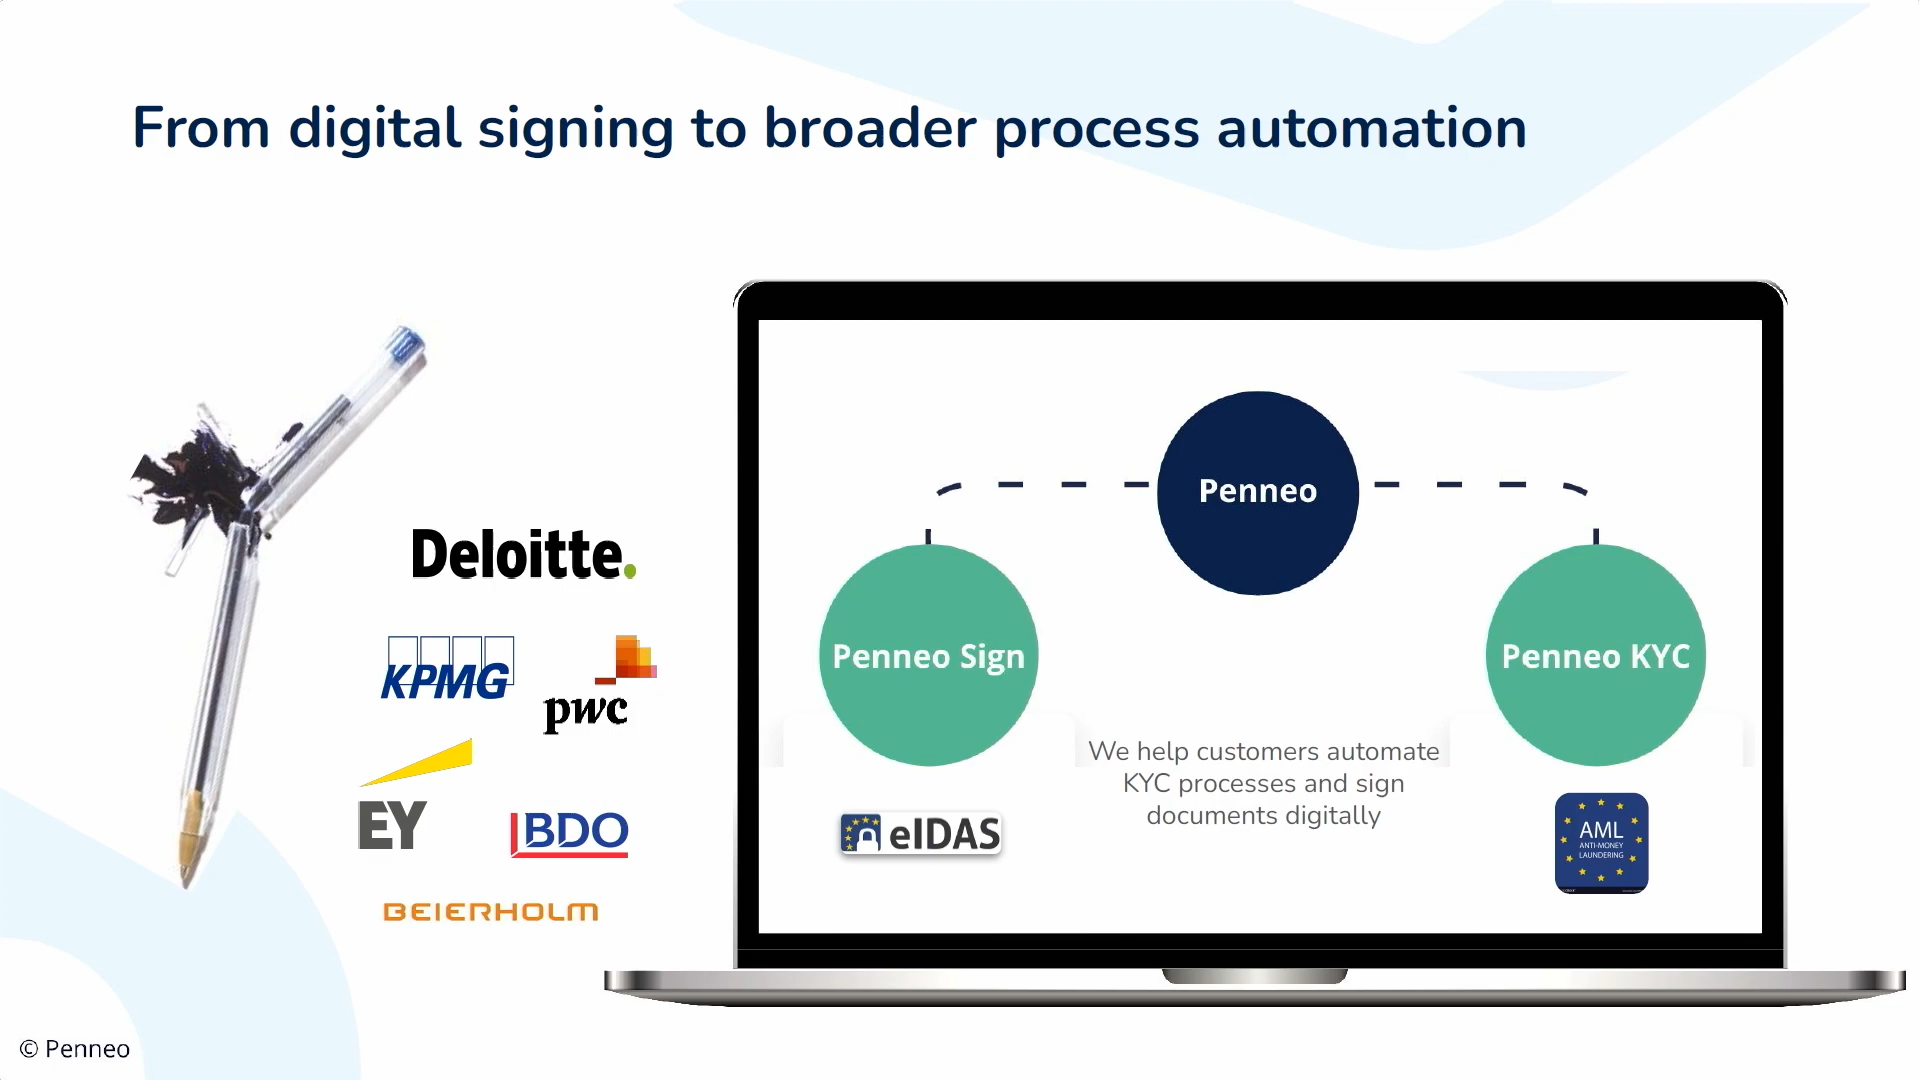 From digital signing to broader process automation
Deloitte.
KPMG
pwc
EY
BDO
BEIERHOLM
Penneo
Penneo Sign
Penneo KYC
We help customers automate
KYC processes and sign
documents digitally
eIDAS
AML
ANTI-MONEY
LAUNDERING
© Penneo